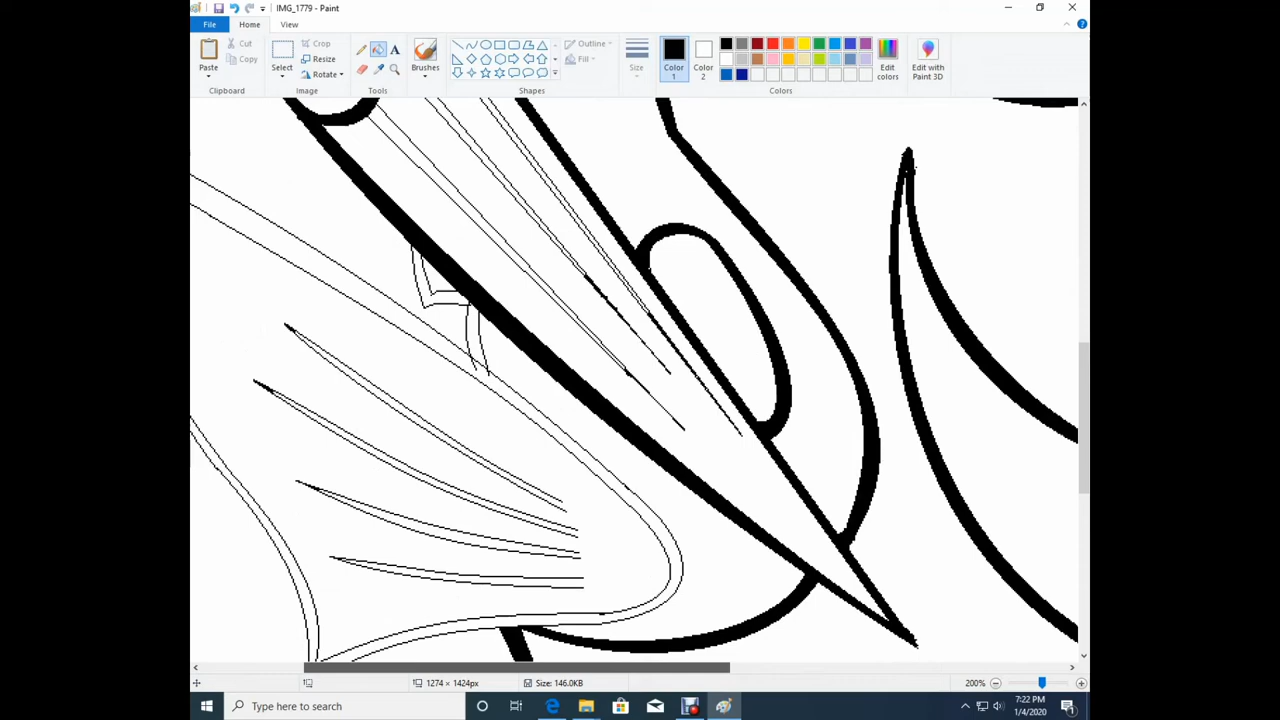 IMG_1779 - Paint
File Home View
Paste
Cut
Copy
Clipboard
Select
Crop
Resize
Rotate
Image
A
Tools
Brushes
Outline
Fill
Shapes
Size
Color 1
Color 2
Edit colors
Colors
Edit with Paint 3D
1274 × 1424px
Size: 146.0KB
200%
Type here to search
7:22 PM
1/4/2020